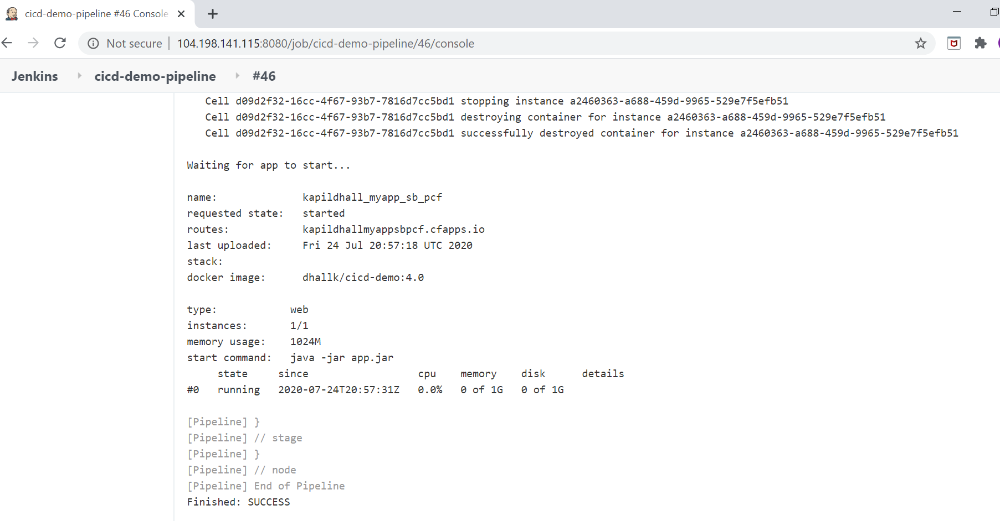 cicd-demo-pipeline #46 Console
Not secure 104.198.141.115:8080/job/cicd-demo-pipeline/46/console
Jenkins cicd-demo-pipeline #46
Cell d09d2f32-16cc-4f67-93b7-7816d7cc5bd1 stopping instance a2460363-a688-459d-9965-529e7f5efb51
Cell d09d2f32-16cc-4f67-93b7-7816d7cc5bd1 destroying container for instance a2460363-a688-459d-9965-529e7f5efb51
Cell d09d2f32-16cc-4f67-93b7-7816d7cc5bd1 successfully destroyed container for instance a2460363-a688-459d-9965-529e7f5efb51
Waiting for app to start...
name: kapildhall_myapp_sb_pcf
requested state: started
routes: kapildhallmyappsbpcf.cfapps.io
last uploaded: Fri 24 Jul 20:57:18 UTC 2020
stack:
docker image: dhallk/cicd-demo:4.0
type: web
instances: 1/1
memory usage: 1024M
start command: java -jar app.jar
state since cpu memory disk details
#0 running 2020-07-24T20:57:31Z 0.0% 0 of 1G 0 of 1G
[Pipeline] }
[Pipeline] // stage
[Pipeline] }
[Pipeline] // node
[Pipeline] End of Pipeline
Finished: SUCCESS